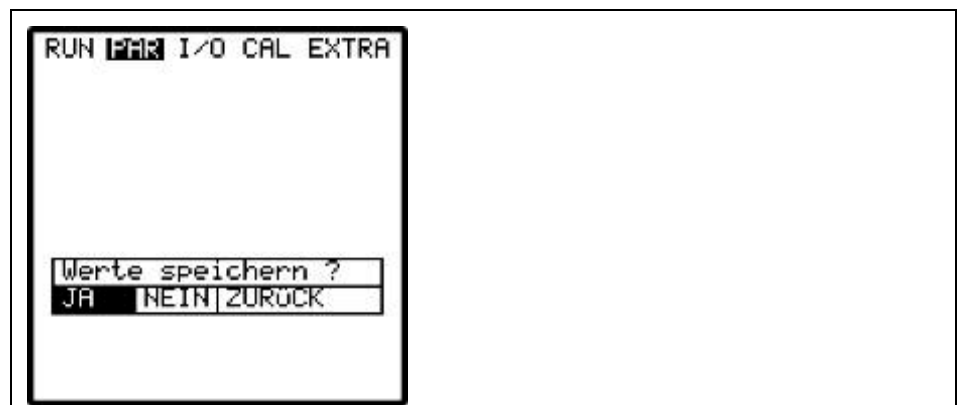 RUN PAR I/O CAL EXTRA
Werte speichern ?
JA NEIN ZURÜCK